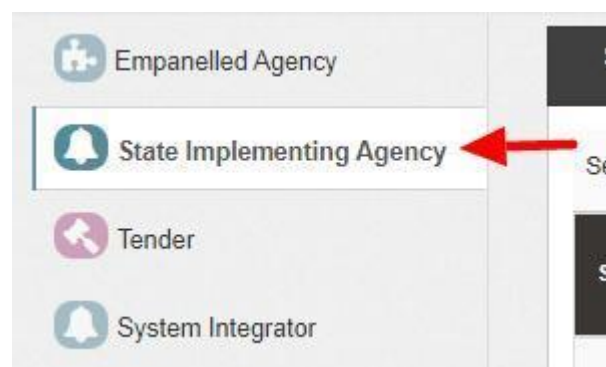 Empanelled Agency
State Implementing Agency
Tender
System Integrator